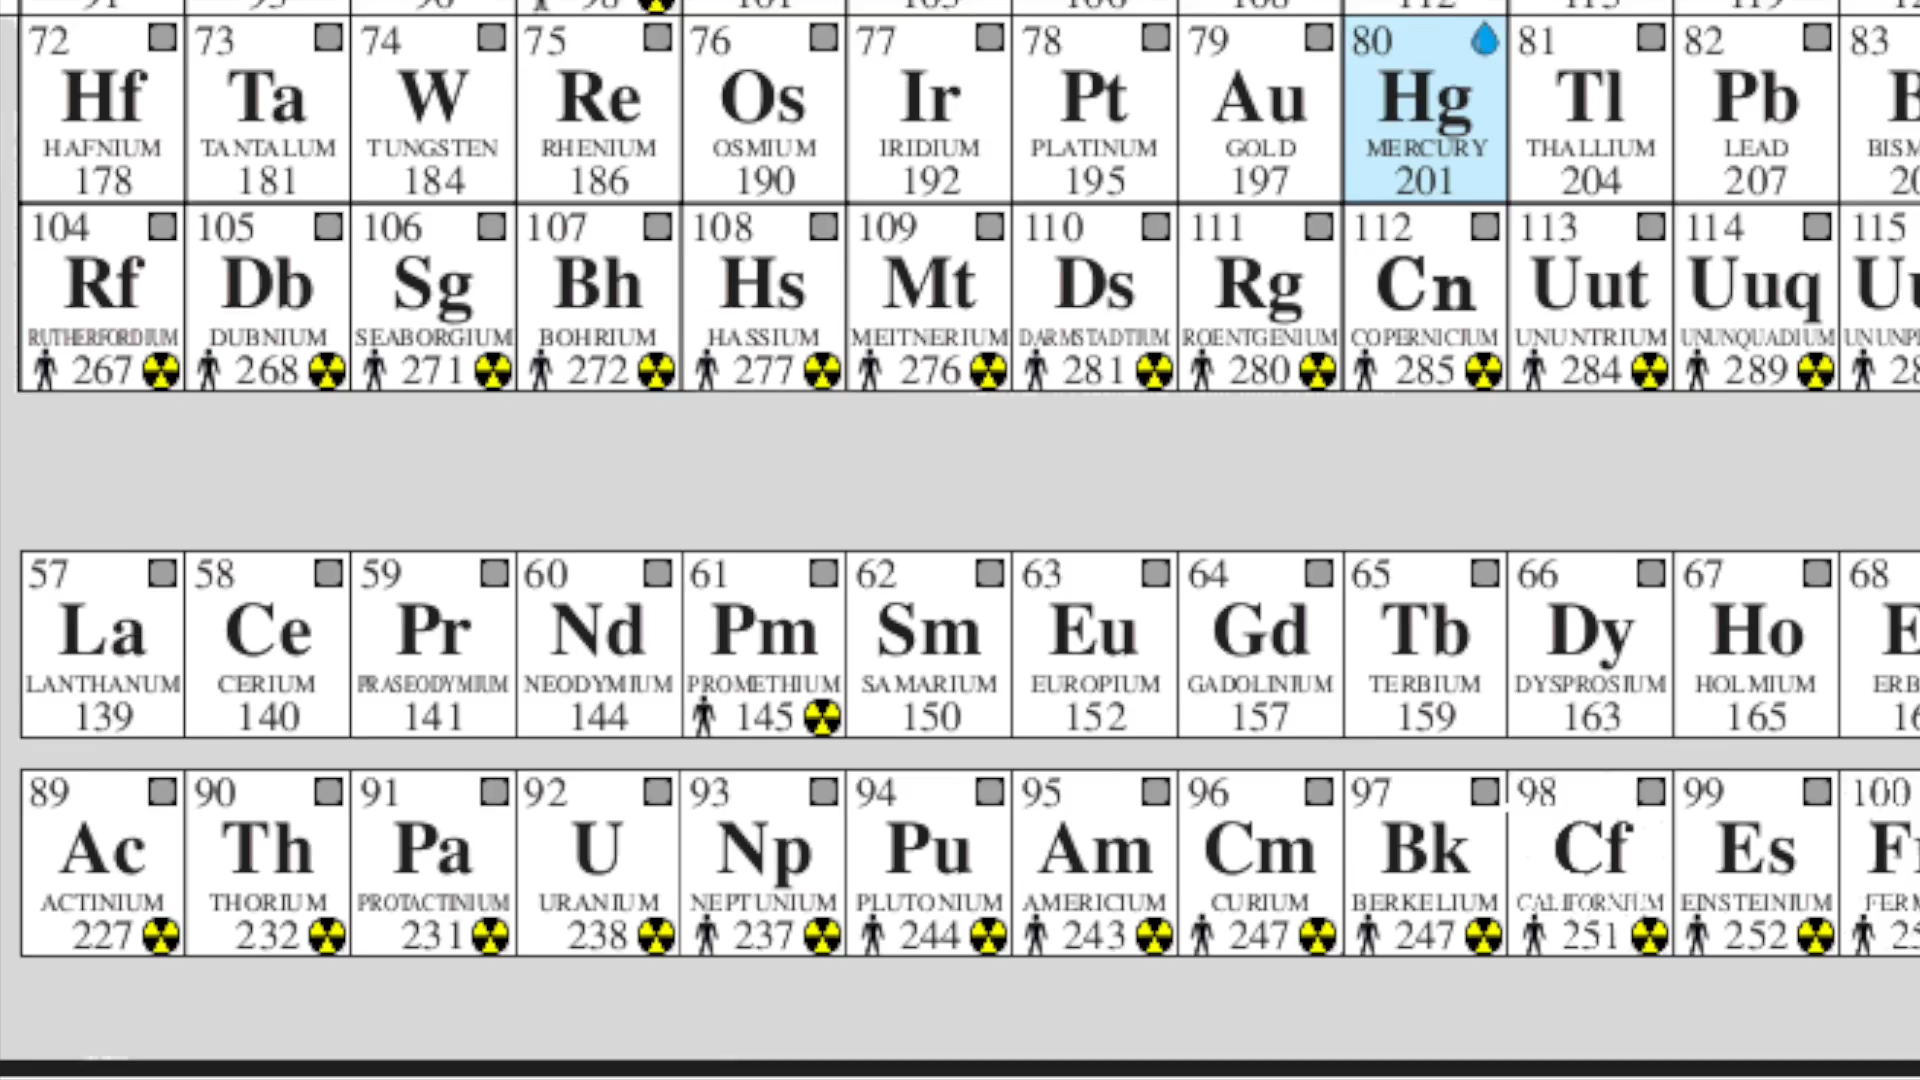 72 73 74 75 76 77 78 79 80 81 82 83
Hf Ta W Re Os Ir Pt Au Hg Tl Pb
HAFNIUM TANTALUM TUNGSTEN RHENIUM OSMIUM IRIDIUM PLATINUM GOLD MERCURY THALLIUM LEAD BISM
178 181 184 186 190 192 195 197 201 204 207
104 105 106 107 108 109 110 111 112 113 114 115
Rf Db Sg Bh Hs Mt Ds Rg Cn Uut Uuq
RUTHERFORDIUM DUBNIUM SEABORGIUM BOHRIUM HASSIUM MEITNERIUM DARMSTADTIUM ROENTGENIUM COPERNICIUM UNUNTRIUM UNUNQUADIUM UNUNP
267 268 271 272 277 276 281 280 285 284 289
57 58 59 60 61 62 63 64 65 66 67 68
La Ce Pr Nd Pm Sm Eu Gd Tb Dy Ho E
LANTHANUM CERIUM PRASEODYMIUM NEODYMIUM PROMETHIUM SAMARIUM EUROPIUM GADOLINIUM TERBIUM DYSPROSIUM HOLMIUM ERB
139 140 141 144 145 150 152 157 159 163 165 16
89 90 91 92 93 94 95 96 97 98 99 100
Ac Th Pa U Np Pu Am Cm Bk Cf Es F
ACTINIUM THORIUM PROTACTINIUM URANIUM NEPTUNIUM PLUTONIUM AMERICIUM CURIUM BERKELIUM CALIFORNIUM EINSTEINIUM FERM
227 232 231 238 237 244 243 247 247 251 252 25